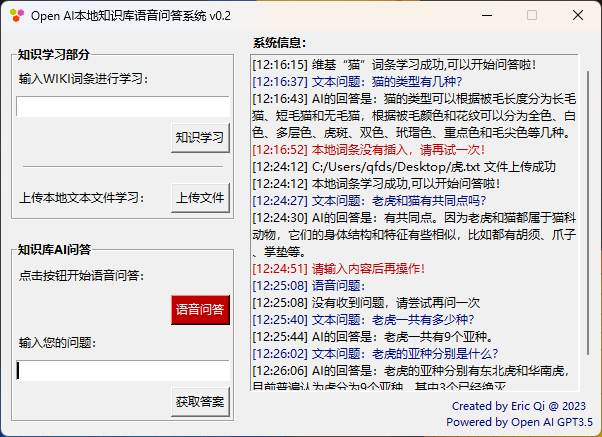 Open AI本地知识库语音问答系统 v0.2
知识学习部分
输入WIKI词条进行学习:
知识学习
上传本地文本文件学习:
上传文件
知识库AI问答
点击按钮开始语音问答:
语音问答
输入您的问题:
获取答案
系统信息:
[12:16:15] 维基“猫”词条学习成功,可以开始问答啦!
[12:16:37] 文本问题：猫的类型有几种?
[12:16:43] AI的回答是：猫的类型可以根据被毛长度分为长毛
猫、短毛猫和无毛猫，根据被毛颜色和花纹可以分为全色、白
色、多层色、虎斑、双色、玳瑁色、重点色和毛尖色等几种。
[12:16:52] 本地词条没有插入，请再试一次!
[12:24:12] C:/Users/qfds/Desktop/虎.txt 文件上传成功
[12:24:12] 本地词条学习成功,可以开始问答啦!
[12:24:27] 文本问题：老虎和猫有共同点吗?
[12:24:30] AI的回答是：有共同点。因为老虎和猫都属于猫科
动物，它们的身体结构和特征有些相似，比如都有胡须、爪子
、掌垫等。
[12:24:51] 请输入内容后再操作!
[12:25:08] 语音问题：
[12:25:08] 没有收到问题，请尝试再问一次
[12:25:40] 文本问题：老虎一共有多少种?
[12:25:44] AI的回答是：老虎一共有9个亚种。
[12:26:02] 文本问题：老虎的亚种分别是什么?
[12:26:06] AI的回答是：老虎的亚种分别有东北虎和华南虎，
目前普遍认为虎分为9个亚种，其中3个已经绝灭
Created by Eric Qi @ 2023
Powered by Open AI GPT3.5